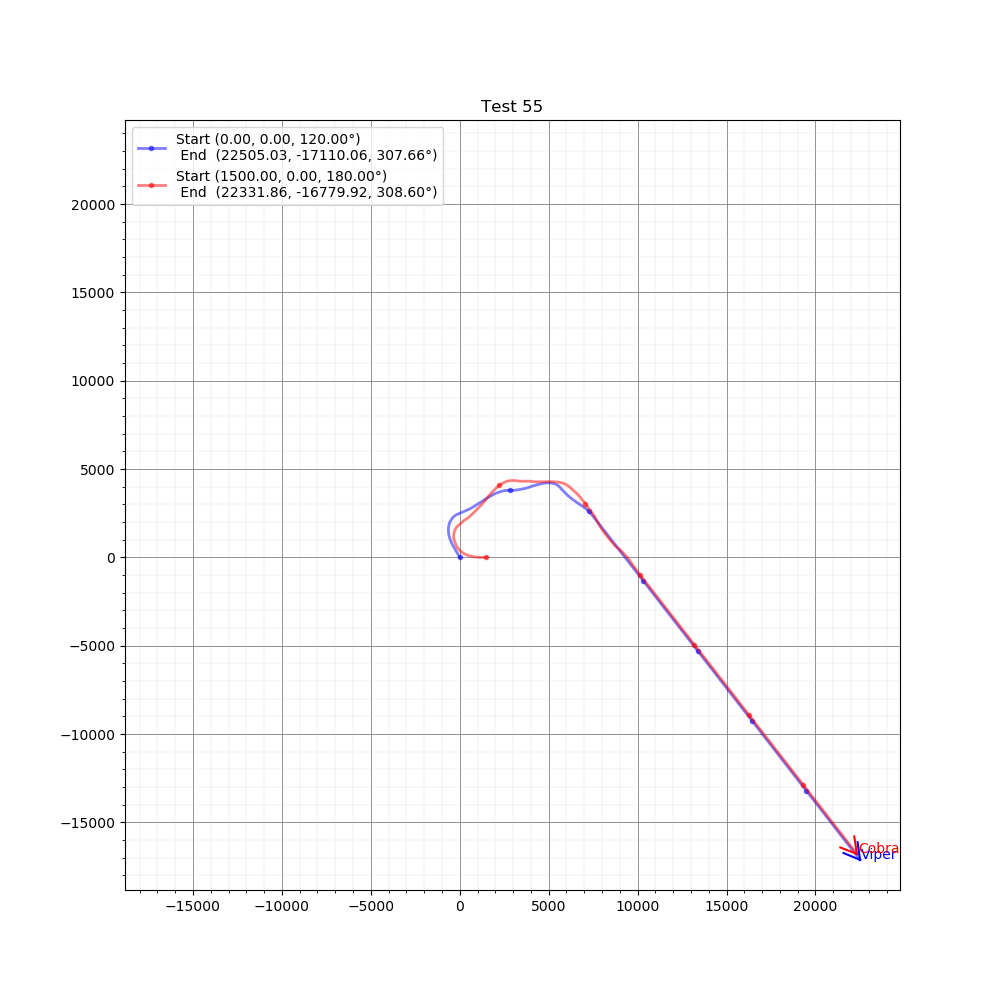 Test 55
Start (0.00, 0.00, 120.00°)
End (22505.03, -17110.06, 307.66°)
Start (1500.00, 0.00, 180.00°)
End (22331.86, -16779.92, 308.60°)
20000
15000
10000
5000
0
−5000
−10000
−15000
Cobra
Viper
−15000 −10000 −5000 0 5000 10000 15000 20000